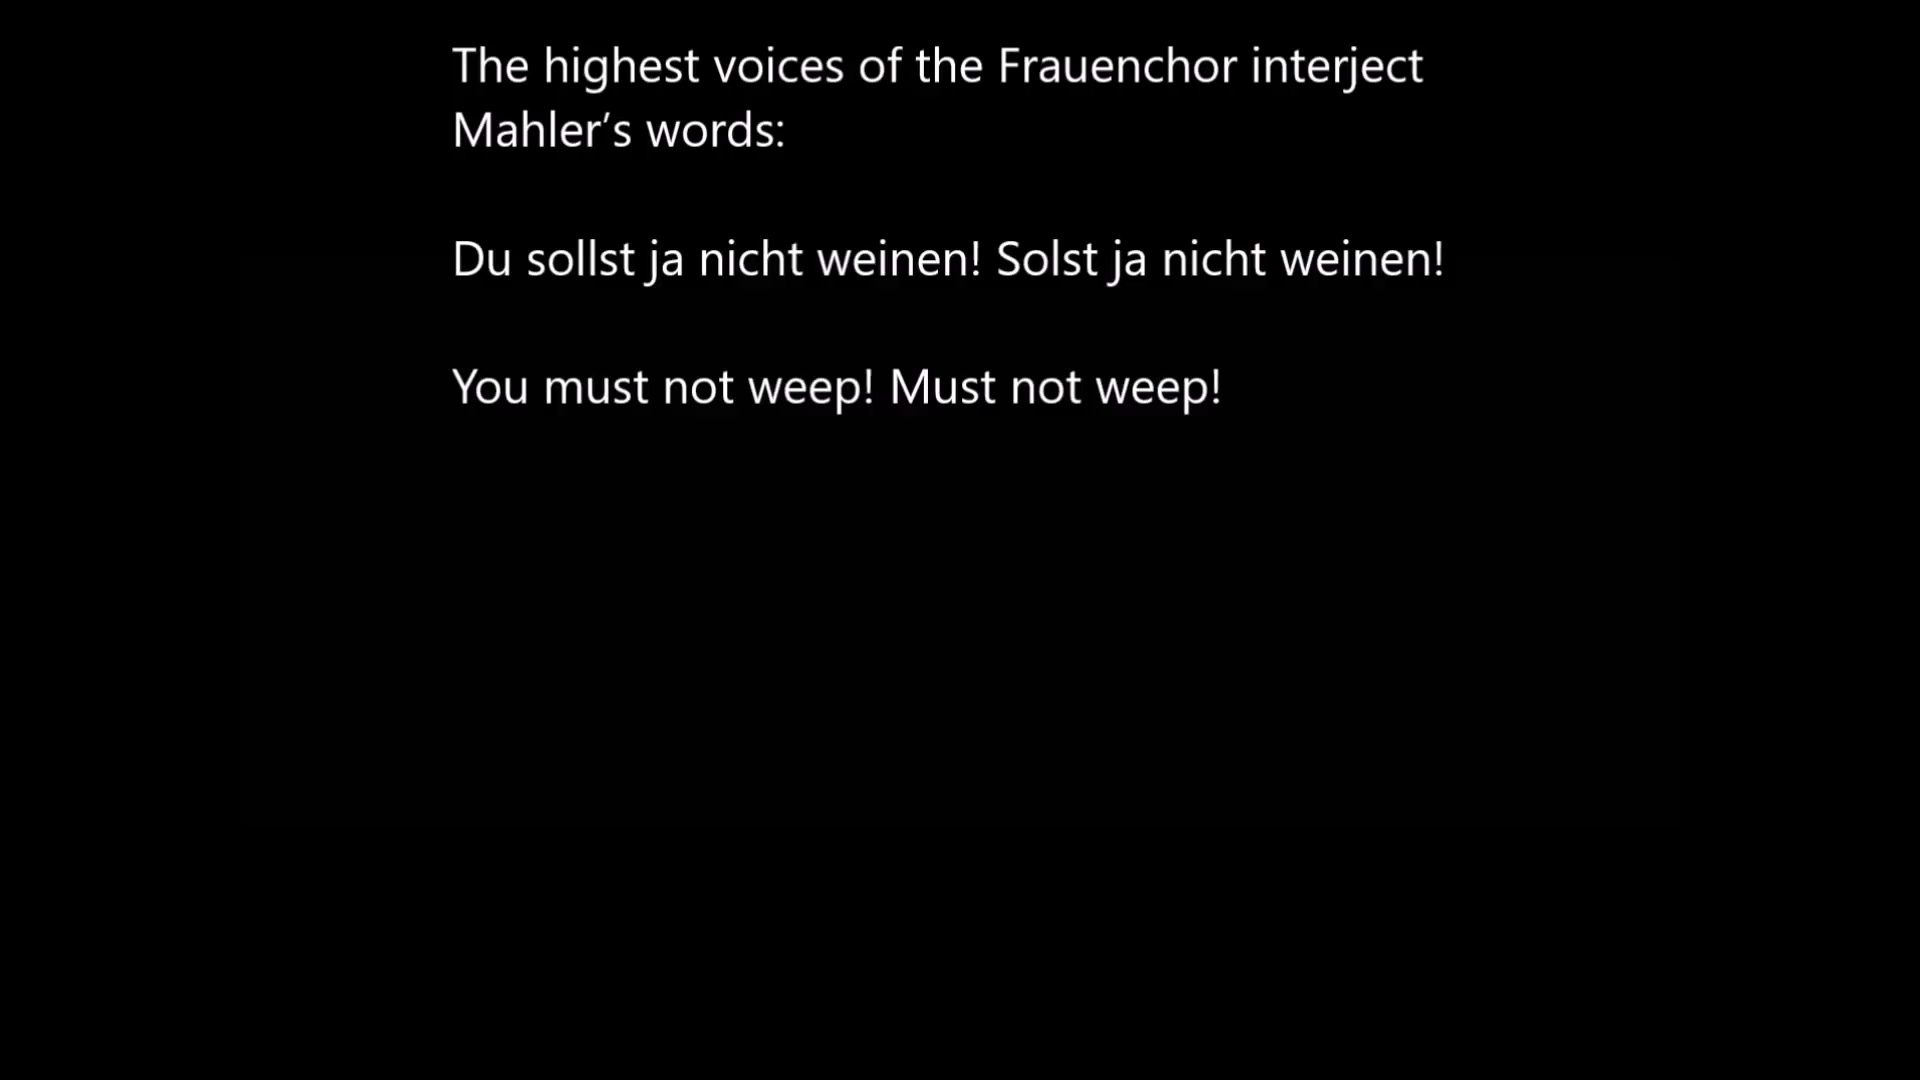 The highest voices of the Frauenchor interject
Mahler’s words:
Du sollst ja nicht weinen! Solst ja nicht weinen!
You must not weep! Must not weep!